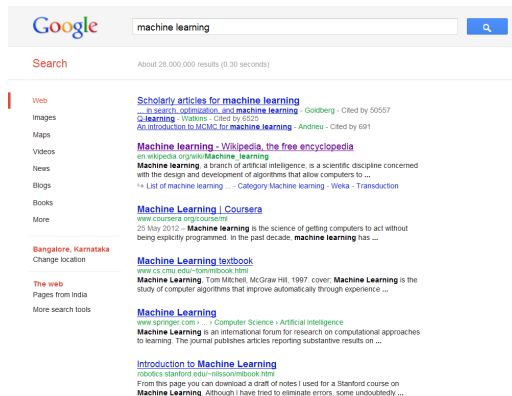 Google
machine learning
Search
About 28,000,000 results (0.30 seconds)
Web
Images
Maps
Videos
News
Blogs
Books
More
Bangalore, Karnataka
Change location
The web
Pages from India
More search tools
Scholarly articles for machine learning
... in search, optimization, and machine learning - Goldberg - Cited by 50557
Q-learning - Watkins - Cited by 6525
An introduction to MCMC for machine learning - Andrieu - Cited by 691
Machine learning - Wikipedia, the free encyclopedia
en.wikipedia.org/wiki/Machine_learning
Machine learning, a branch of artificial intelligence, is a scientific discipline concerned
with the design and development of algorithms that allow computers to ...
↪ List of machine learning ... - Category:Machine learning - Weka - Transduction
Machine Learning | Coursera
www.coursera.org/course/ml
25 May 2012 – Machine learning is the science of getting computers to act without
being explicitly programmed. In the past decade, machine learning has ...
Machine Learning textbook
www.cs.cmu.edu/~tom/mlbook.html
Machine Learning, Tom Mitchell, McGraw Hill, 1997. cover; Machine Learning is the
study of computer algorithms that improve automatically through experience ...
Machine Learning
www.springer.com › ... › Computer Science › Artificial Intelligence
Machine Learning is an international forum for research on computational approaches
to learning. The journal publishes articles reporting substantive results on ...
Introduction to Machine Learning
robotics.stanford.edu/~nilsson/mlbook.html
From this page you can download a draft of notes I used for a Stanford course on
Machine Learning. Although I have tried to eliminate errors, some undoubtedly ...